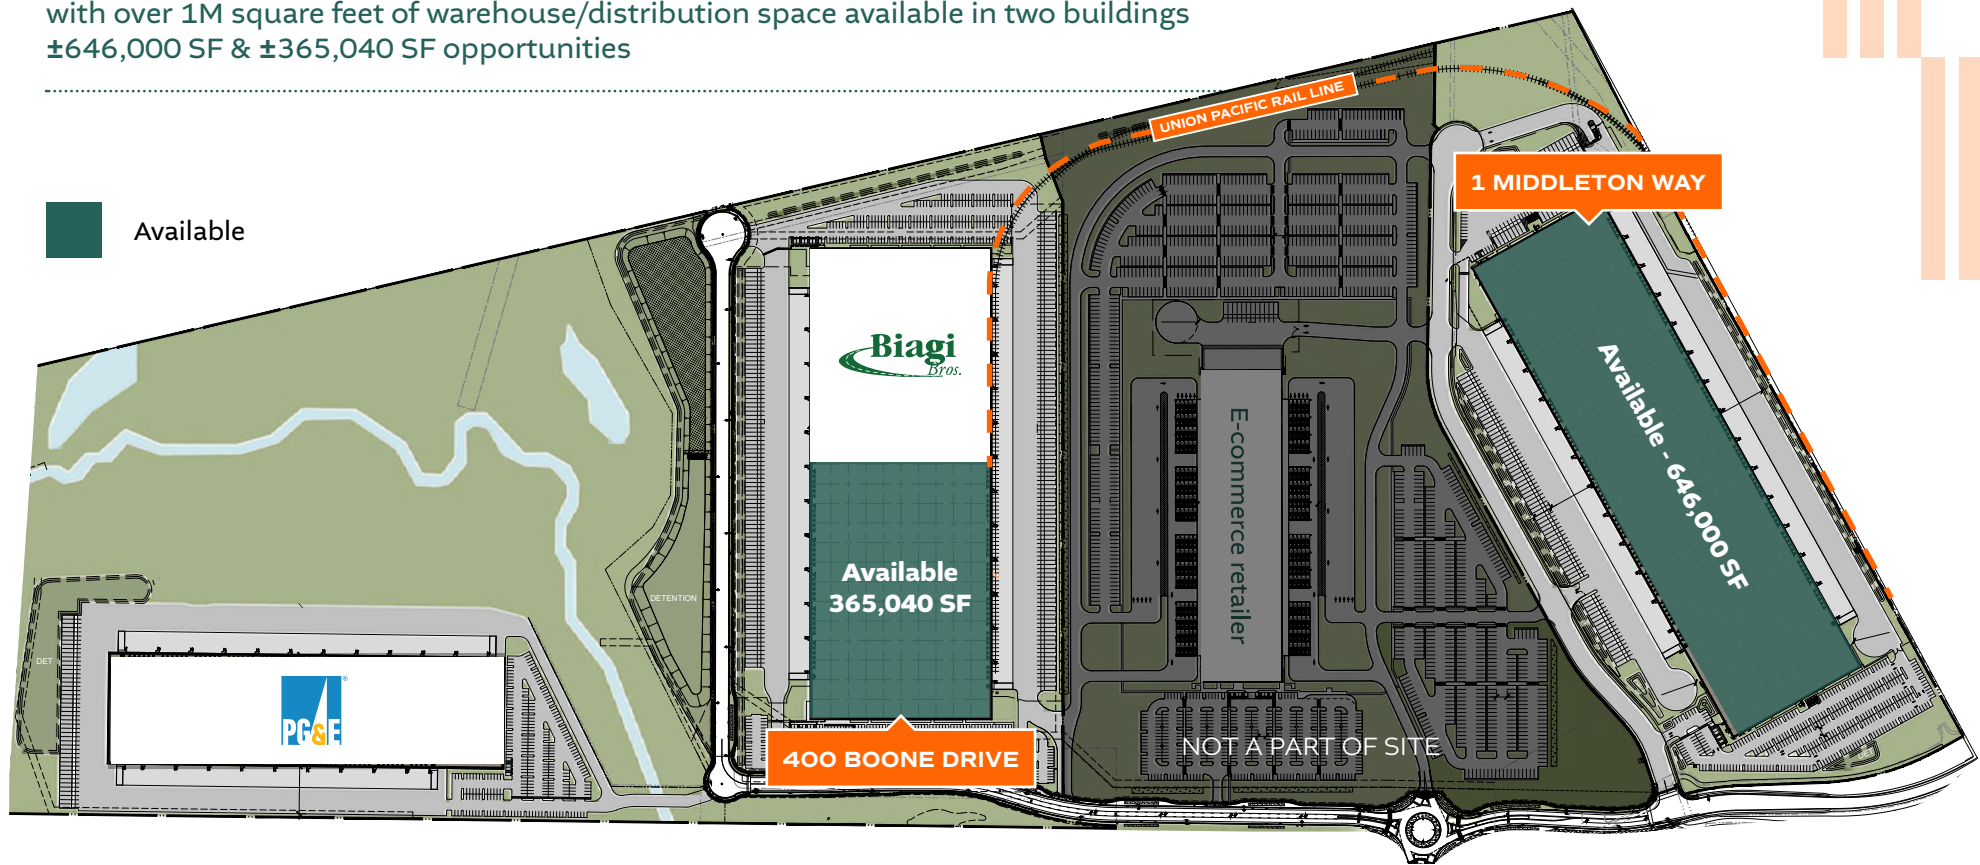 with over 1M square feet of warehouse/distribution space available in two buildings
±646,000 SF & ±365,040 SF opportunities
Available
UNION PACIFIC RAIL LINE
1 MIDDLETON WAY
Biagi
Bros.
Available
365,040 SF
E-commerce retailer
Available - 646,000 SF
DETENTION
DET
PG&E
®
400 BOONE DRIVE
NOT A PART OF SITE